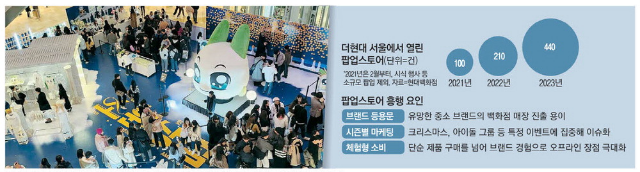 더현대 서울에서 열린
팝업스토어(단위=건)
*2021년은 2월부터, 시식 행사 등
소규모 팝업 제외, 자료=현대백화점
100
210
440
2021년
2022년
2023년
팝업스토어 흥행 요인
브랜드 등용문 유망한 중소 브랜드의 백화점 매장 진출 용이
시즌별 마케팅 크리스마스, 아이돌 그룹 등 특정 이벤트에 집중해 이슈화
체험형 소비 단순 제품 구매를 넘어 브랜드 경험으로 오프라인 장점 극대화